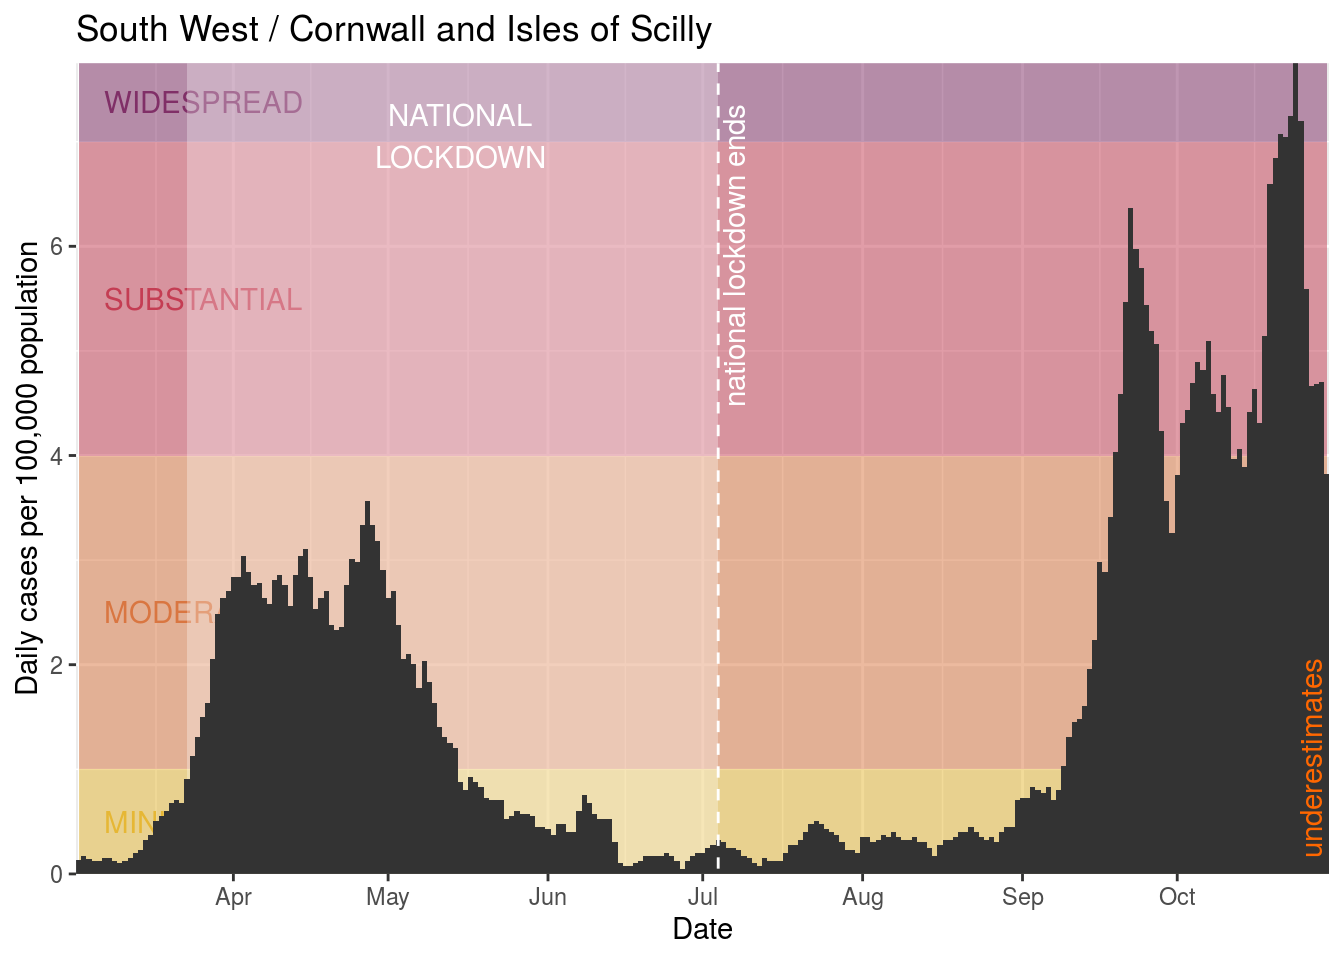 South West / Cornwall and Isles of Scilly
WIDESPREAD
NATIONAL
LOCKDOWN
national lockdown ends
SUBSTANTIAL
MODER
MIN
underestimates
Daily cases per 100,000 population
6
4
2
0
Apr May Jun Jul Aug Sep Oct
Date